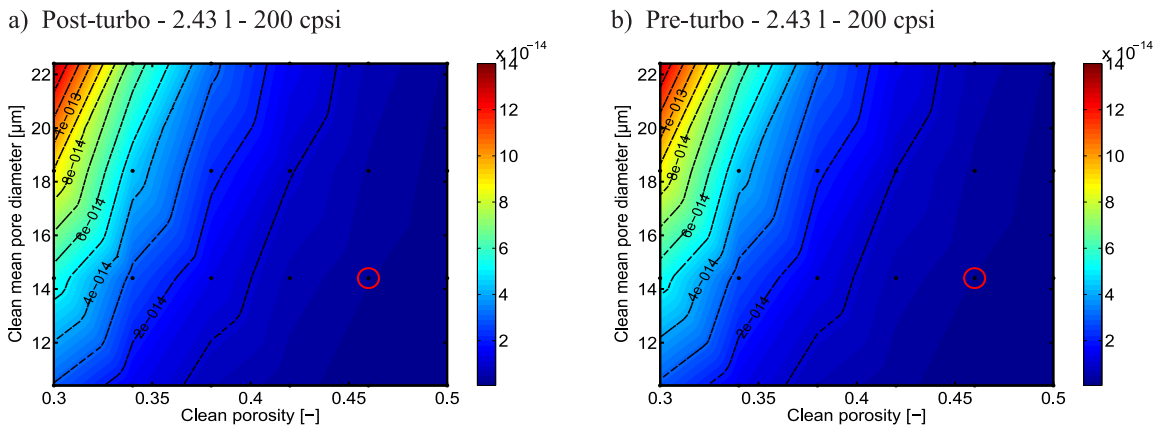 a) Post-turbo - 2.43 l - 200 cpsi
x 10⁻¹⁴
22
20
18
16
14
12
Clean mean pore diameter [µm]
4e−013
8e−014
6e−014
4e−014
2e−014
0.3 0.35 0.4 0.45 0.5
Clean porosity [−]
14
12
10
8
6
4
2
b) Pre-turbo - 2.43 l - 200 cpsi
x 10⁻¹⁴
22
20
18
16
14
12
Clean mean pore diameter [µm]
4e−013
8e−014
6e−014
4e−014
2e−014
0.3 0.35 0.4 0.45 0.5
Clean porosity [−]
14
12
10
8
6
4
2